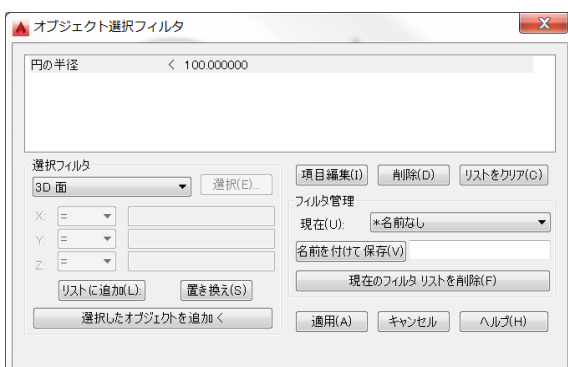 オブジェクト選択フィルタ
円の半径 < 100.000000
選択フィルタ
3D 面 選択(E)...
X: =
Y: =
Z: =
リストに追加(L): 置き換え(S)
選択したオブジェクトを追加 <
項目編集(I) 削除(D) リストをクリア(C)
フィルタ管理
現在(U): *名前なし
名前を付けて保存(V)
現在のフィルタ リストを削除(F)
適用(A) キャンセル ヘルプ(H)